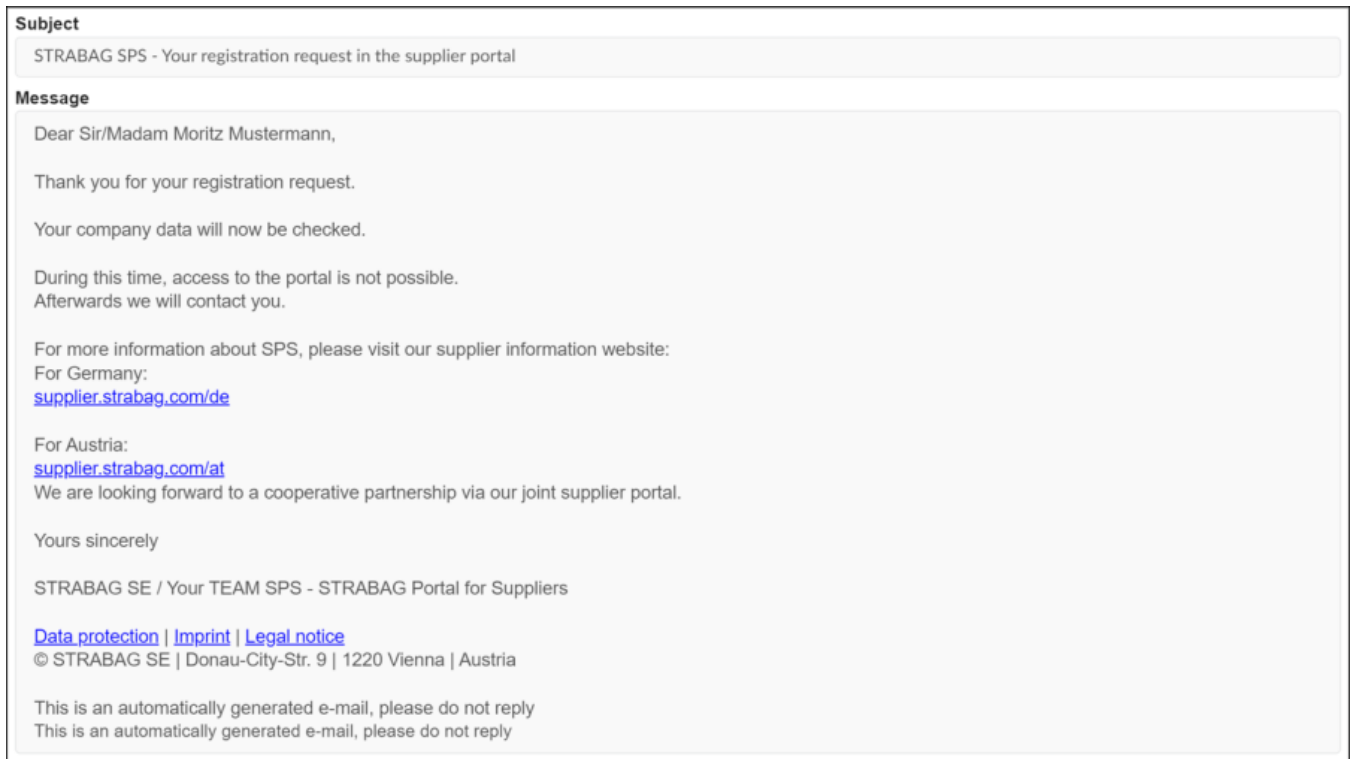 Subject
STRABAG SPS - Your registration request in the supplier portal
Message
Dear Sir/Madam Moritz Mustermann,
Thank you for your registration request.
Your company data will now be checked.
During this time, access to the portal is not possible.
Afterwards we will contact you.
For more information about SPS, please visit our supplier information website:
For Germany:
supplier.strabag.com/de
For Austria:
supplier.strabag.com/at
We are looking forward to a cooperative partnership via our joint supplier portal.
Yours sincerely
STRABAG SE / Your TEAM SPS - STRABAG Portal for Suppliers
Data protection | Imprint | Legal notice
© STRABAG SE | Donau-City-Str. 9 | 1220 Vienna | Austria
This is an automatically generated e-mail, please do not reply
This is an automatically generated e-mail, please do not reply